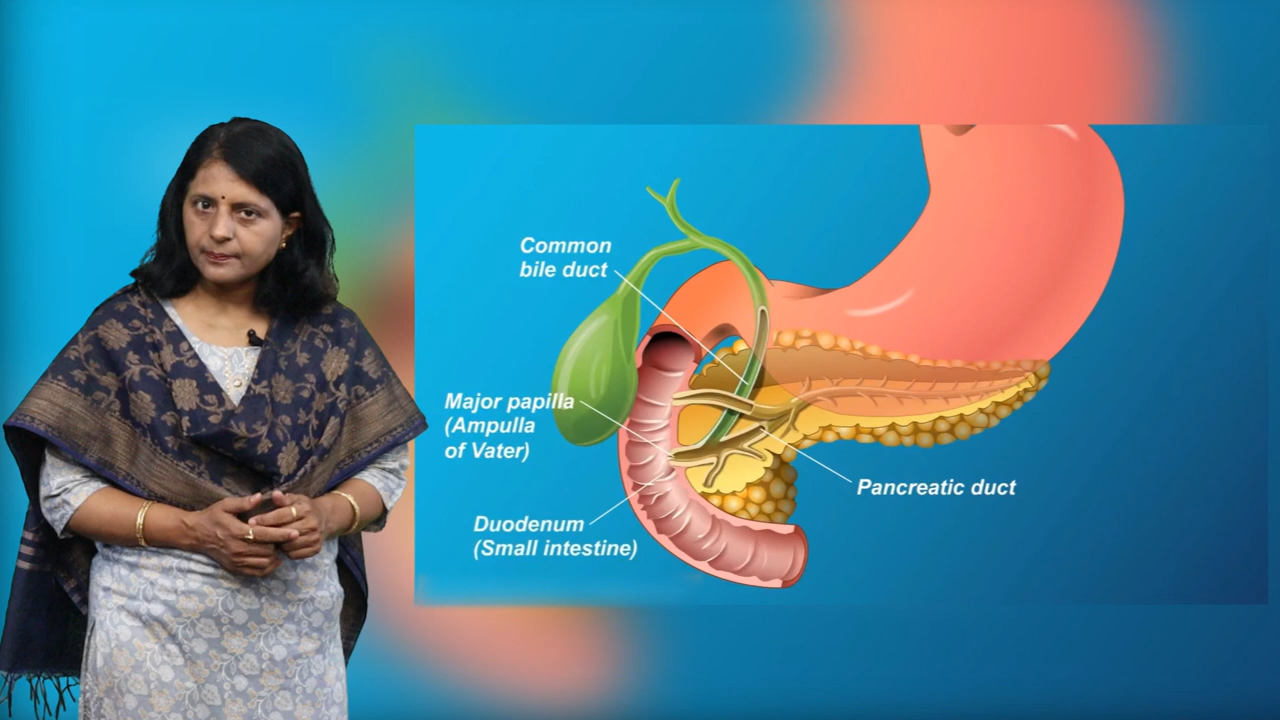 Common
bile duct
Major papilla
(Ampulla
of Vater)
Pancreatic duct
Duodenum
(Small intestine)